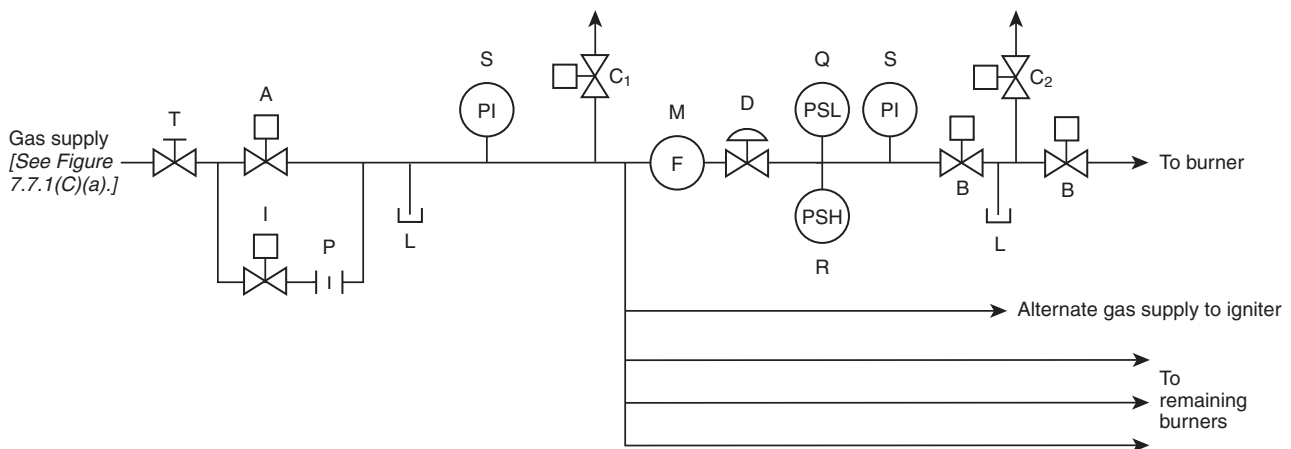 S
C₁
Q
S
C₂
A
PI
M
D
PSL
PI
T
Gas supply
[See Figure
7.7.1(C)(a).]
F
To burner
B
B
I
L
PSH
L
P
R
Alternate gas supply to igniter
To
remaining
burners